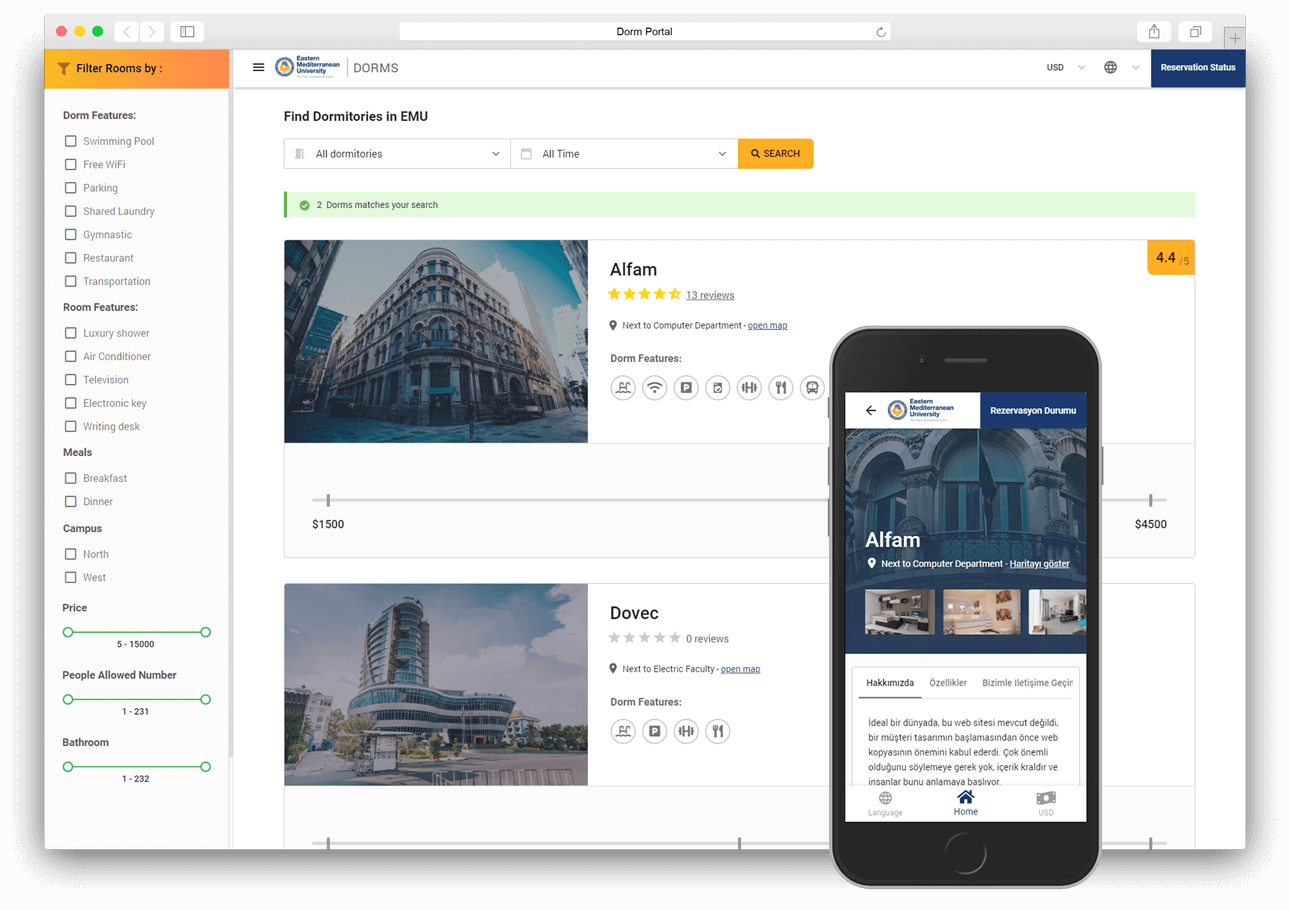 Dorm Portal
Filter Rooms by :
Dorm Features:
Swimming Pool
Free WiFi
Parking
Shared Laundry
Gymnastic
Restaurant
Transportation
Room Features:
Luxury shower
Air Conditioner
Television
Electronic key
Writing desk
Meals
Breakfast
Dinner
Campus
North
West
Price
5 - 15000
People Allowed Number
1 - 231
Bathroom
1 - 232
Eastern
Mediterranean
University
DORMS
USD
Reservation Status
Find Dormitories in EMU
All dormitories
All Time
SEARCH
2 Dorms matches your search
Alfam
4.4 /5
13 reviews
Next to Computer Department - open map
Dorm Features:
$1500
$4500
Dovec
0 reviews
Next to Electric Faculty - open map
Dorm Features:
Eastern
Mediterranean
University
Rezervasyon Durumu
Alfam
Next to Computer Department - Haritayı göster
Hakkımızda
Özellikler
Bizimle Iletişime Geçin
İdeal bir dünyada, bu web sitesi mevcut değildi,
bir müşteri tasarımın başlamasından önce web
kopyasının önemini kabul ederdi. Çok önemli
olduğunu söylemeye gerek yok, içerik kraldır ve
insanlar bunu anlamaya başlıyor.
Language
Home
USD